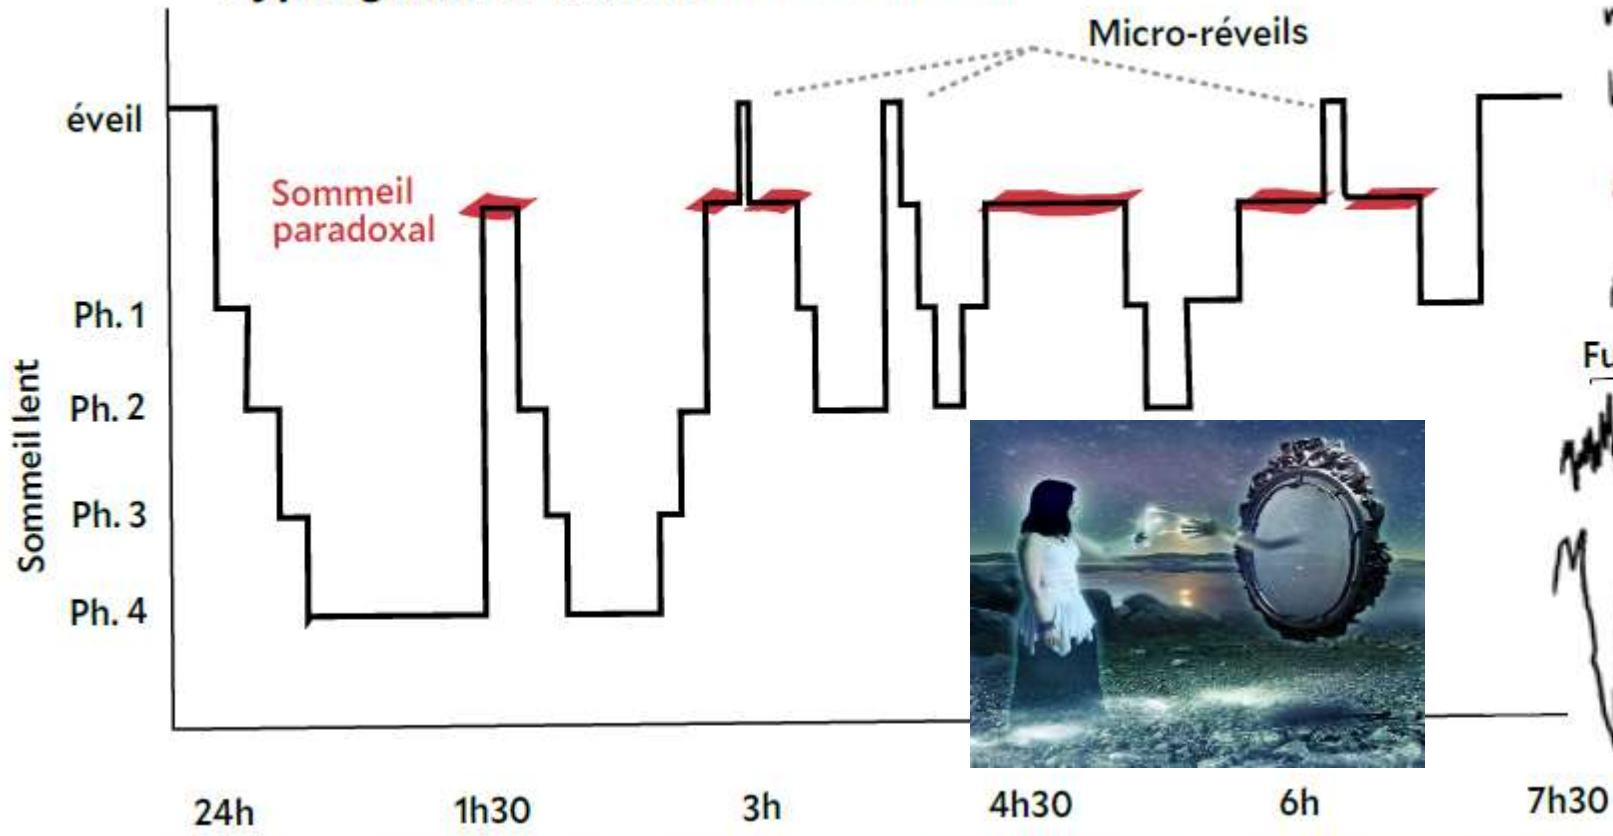 Micro-réveils
éveil
Sommeil
paradoxal
Ph. 1
Ph. 2
Ph. 3
Ph. 4
Sommeil lent
24h 1h30 3h 4h30 6h 7h30